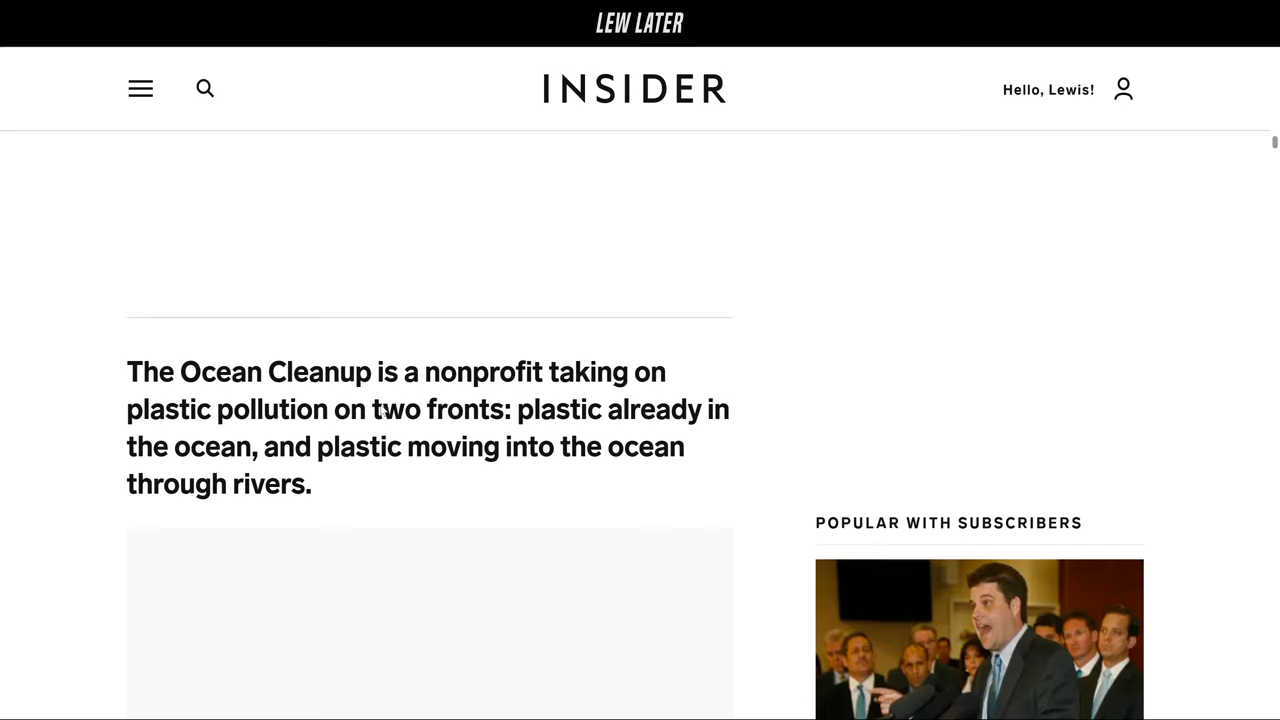 LEW LATER
INSIDER
Hello, Lewis!
The Ocean Cleanup is a nonprofit taking on
plastic pollution on two fronts: plastic already in
the ocean, and plastic moving into the ocean
through rivers.
POPULAR WITH SUBSCRIBERS